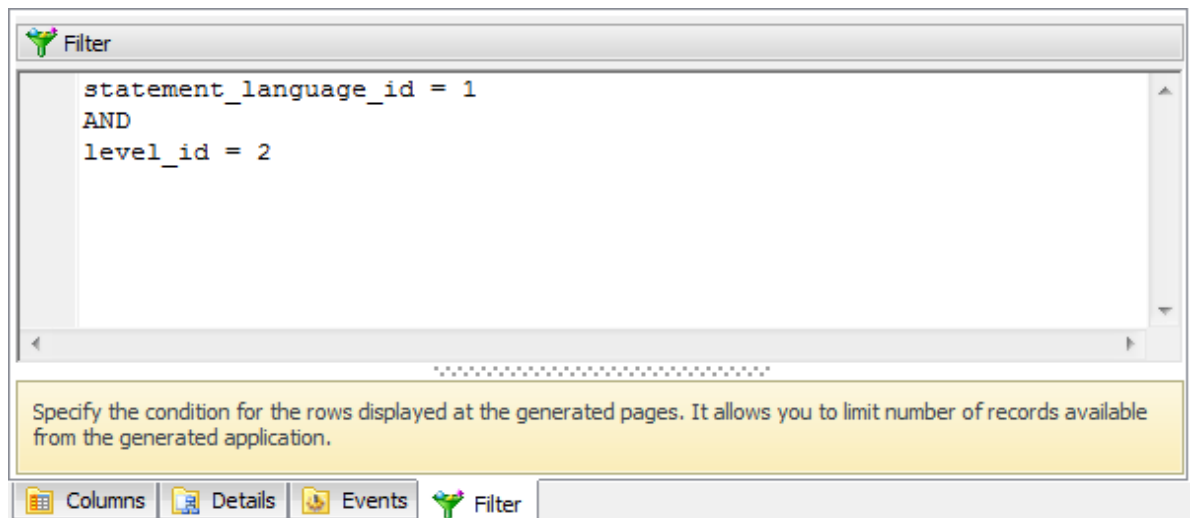 Filter
statement_language_id = 1
AND
level_id = 2
Specify the condition for the rows displayed at the generated pages. It allows you to limit number of records available
from the generated application.
Columns Details Events Filter